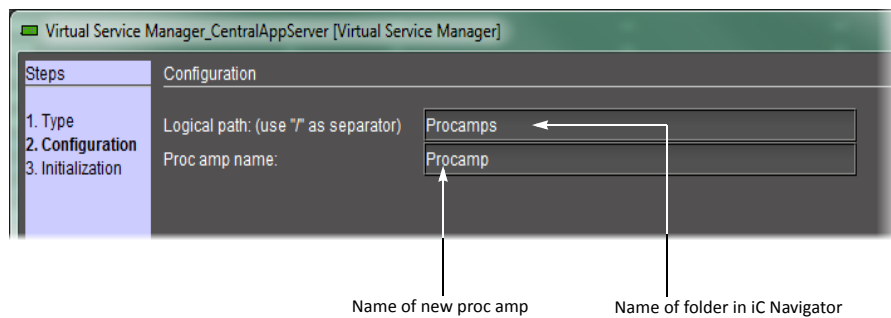 Virtual Service Manager_CentralAppServer [Virtual Service Manager]
Steps
Configuration
1. Type
2. Configuration
3. Initialization
Logical path: (use "/" as separator)
Procamps
Proc amp name:
Procamp
Name of new proc amp
Name of folder in iC Navigator